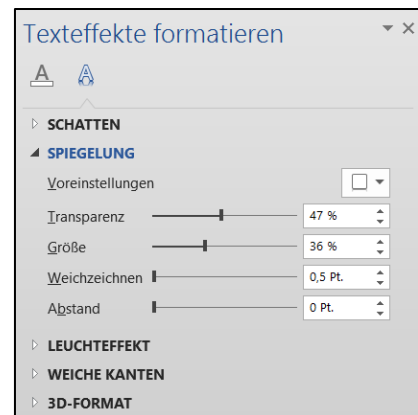 Texteffekte formatieren
A A
SCHATTEN
SPIEGELUNG
Voreinstellungen
Transparenz 47 %
Größe 36 %
Weichzeichnen 0,5 Pt.
Abstand 0 Pt.
LEUCHTEFFEKT
WEICHE KANTEN
3D-FORMAT